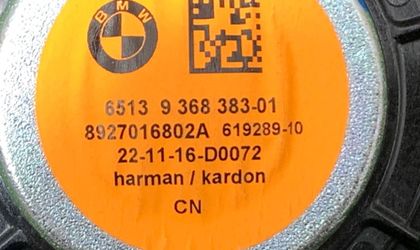 BMW
6513 9 368 383-01
8927016802A 619289-10
22-11-16-D0072
harman / kardon
CN